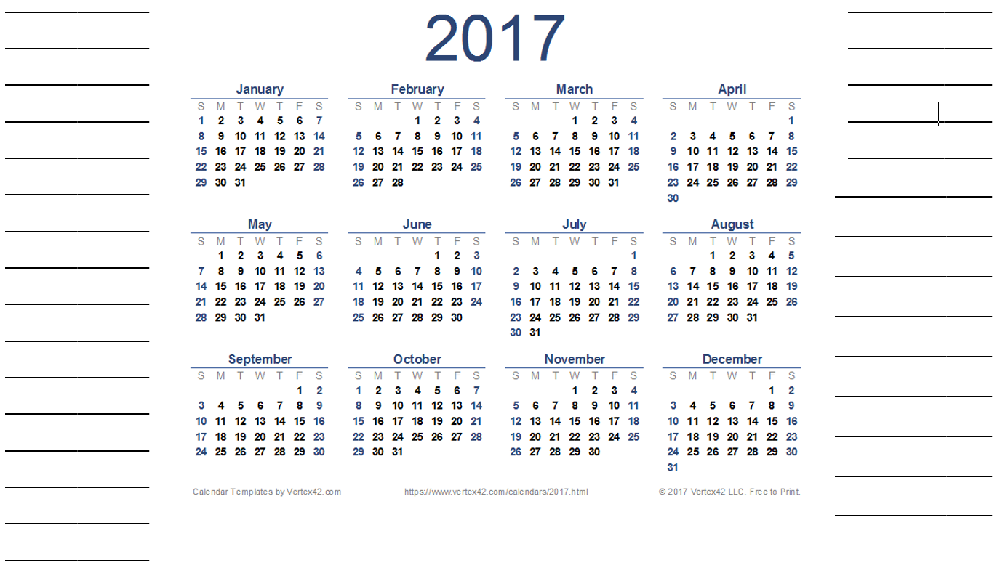 2017
January February March April
S M T W T F S S M T W T F S S M T W T F S S M T W T F S
1 2 3 4 5 6 7 1 2 3 4 1 2 3 4 1
8 9 10 11 12 13 14 5 6 7 8 9 10 11 5 6 7 8 9 10 11 2 3 4 5 6 7 8
15 16 17 18 19 20 21 12 13 14 15 16 17 18 12 13 14 15 16 17 18 9 10 11 12 13 14 15
22 23 24 25 26 27 28 19 20 21 22 23 24 25 19 20 21 22 23 24 25 16 17 18 19 20 21 22
29 30 31 26 27 28 26 27 28 29 30 31 23 24 25 26 27 28 29
30
May June July August
S M T W T F S S M T W T F S S M T W T F S S M T W T F S
1 2 3 4 5 6 1 2 3 1 1 2 3 4 5
7 8 9 10 11 12 13 4 5 6 7 8 9 10 2 3 4 5 6 7 8 6 7 8 9 10 11 12
14 15 16 17 18 19 20 11 12 13 14 15 16 17 9 10 11 12 13 14 15 13 14 15 16 17 18 19
21 22 23 24 25 26 27 18 19 20 21 22 23 24 16 17 18 19 20 21 22 20 21 22 23 24 25 26
28 29 30 31 25 26 27 28 29 30 23 24 25 26 27 28 29 27 28 29 30 31
30 31
September October November December
S M T W T F S S M T W T F S S M T W T F S S M T W T F S
1 2 1 2 3 4 5 6 7 1 2 3 4 1 2
3 4 5 6 7 8 9 8 9 10 11 12 13 14 5 6 7 8 9 10 11 3 4 5 6 7 8 9
10 11 12 13 14 15 16 15 16 17 18 19 20 21 12 13 14 15 16 17 18 10 11 12 13 14 15 16
17 18 19 20 21 22 23 22 23 24 25 26 27 28 19 20 21 22 23 24 25 17 18 19 20 21 22 23
24 25 26 27 28 29 30 29 30 31 26 27 28 29 30 24 25 26 27 28 29 30
31
Calendar Templates by Vertex42.com https://www.vertex42.com/calendars/2017.html © 2017 Vertex42 LLC. Free to Print.